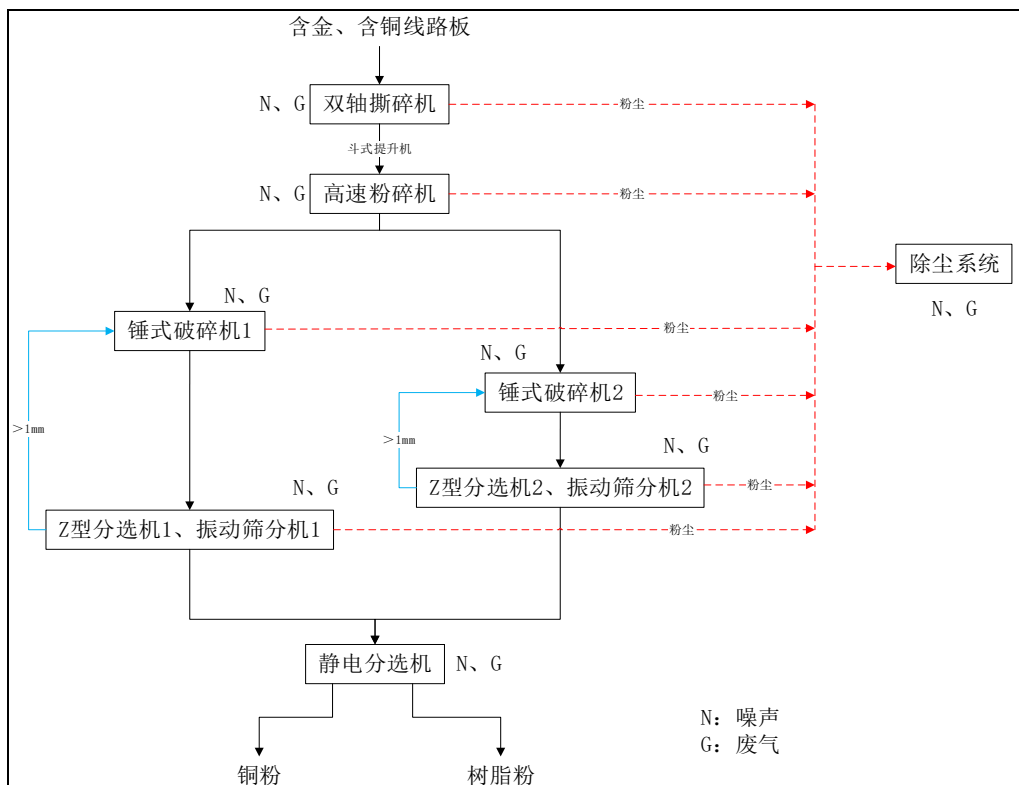 含金、含铜线路板
N、G
双轴撕碎机
粉尘
斗式提升机
N、G
高速粉碎机
粉尘
除尘系统
N、G
N、G
锤式破碎机1
粉尘
N、G
锤式破碎机2
粉尘
>1mm
>1mm
N、G
Z型分选机2、振动筛分机2
粉尘
N、G
Z型分选机1、振动筛分机1
粉尘
静电分选机
N、G
N：噪声
G：废气
铜粉
树脂粉